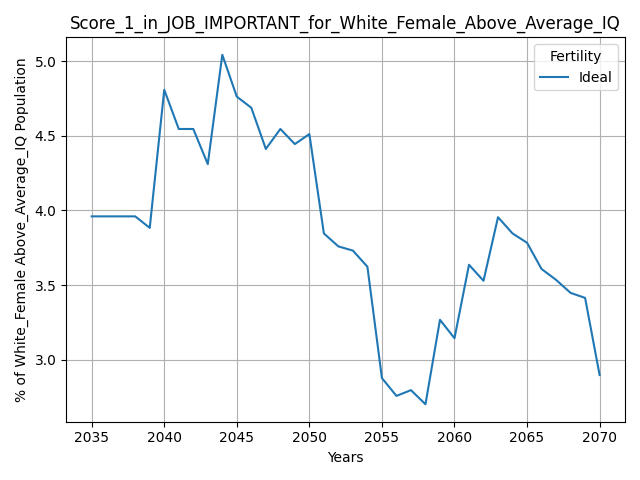 Score_1_in_JOB_IMPORTANT_for_White_Female_Above_Average_IQ
Fertility
Ideal
% of White_Female Above_Average_IQ Population
5.0
4.5
4.0
3.5
3.0
2035 2040 2045 2050 2055 2060 2065 2070
Years